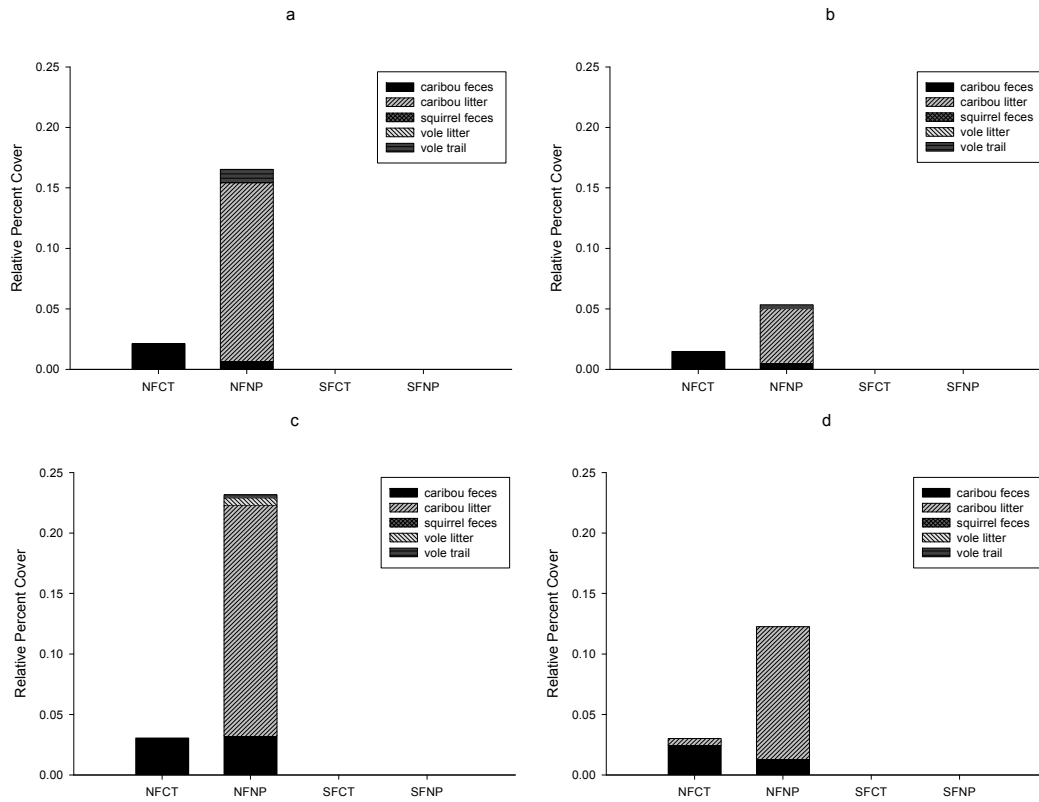 a
Relative Percent Cover
0.25
0.20
0.15
0.10
0.05
0.00
caribou feces
caribou litter
squirrel feces
vole litter
vole trail
NFCT NFNP SFCT SFNP
b
Relative Percent Cover
0.25
0.20
0.15
0.10
0.05
0.00
caribou feces
caribou litter
squirrel feces
vole litter
vole trail
NFCT NFNP SFCT SFNP
c
Relative Percent Cover
0.25
0.20
0.15
0.10
0.05
0.00
caribou feces
caribou litter
squirrel feces
vole litter
vole trail
NFCT NFNP SFCT SFNP
d
Relative Percent Cover
0.25
0.20
0.15
0.10
0.05
0.00
caribou feces
caribou litter
squirrel feces
vole litter
vole trail
NFCT NFNP SFCT SFNP